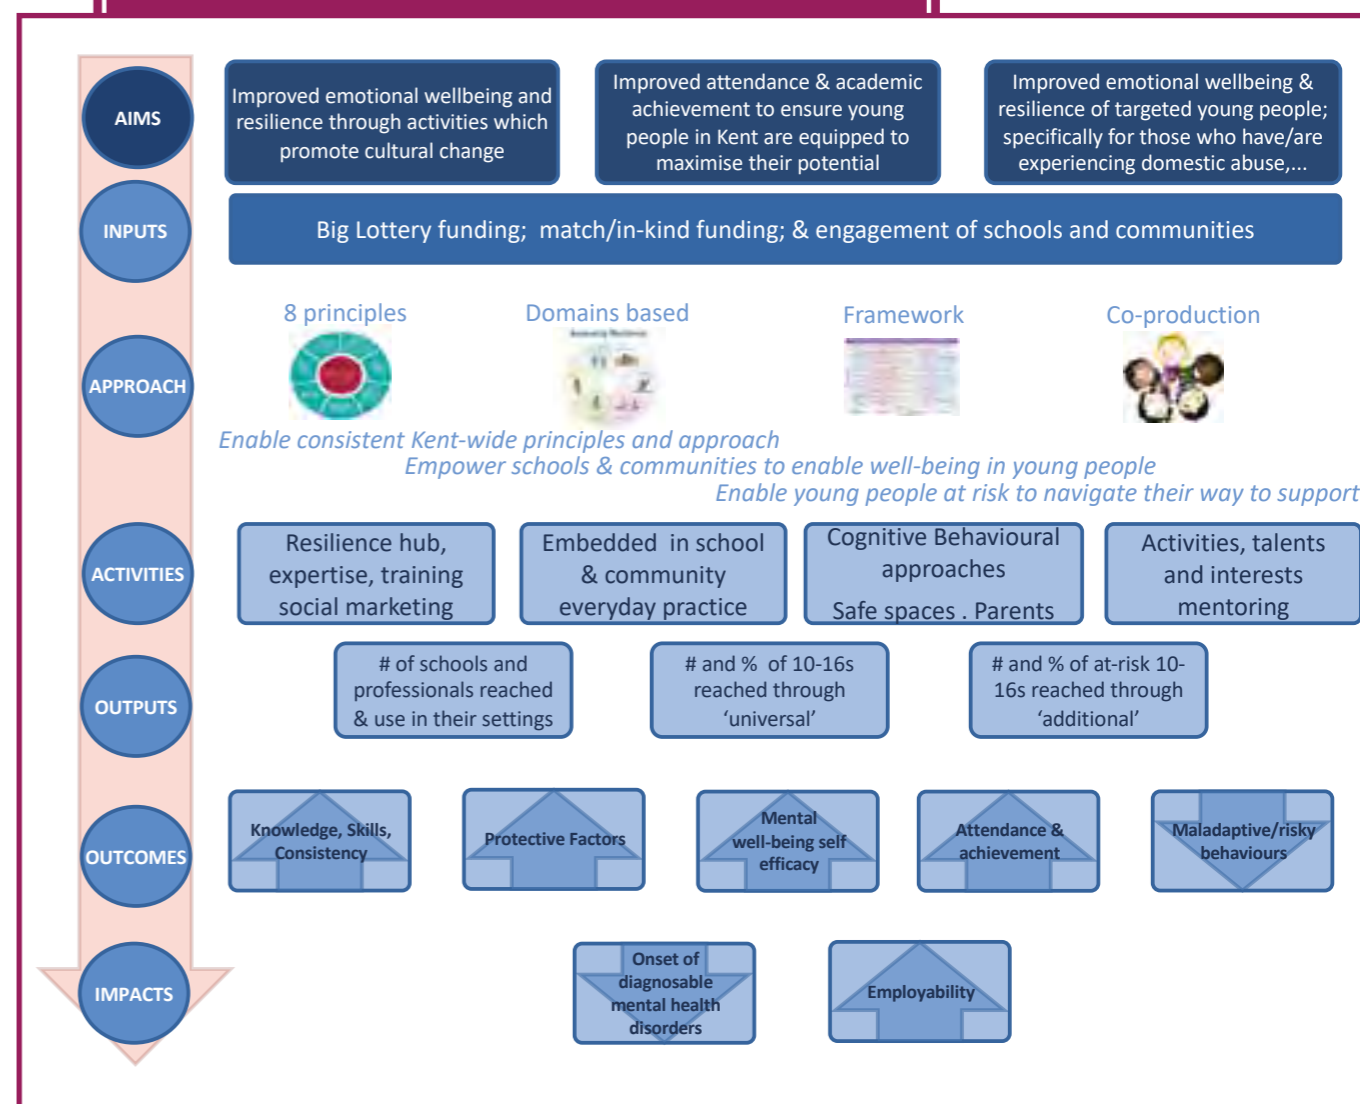 AIMS
Improved emotional wellbeing and
resilience through activities which
promote cultural change
Improved attendance & academic
achievement to ensure young
people in Kent are equipped to
maximise their potential
Improved emotional wellbeing &
resilience of targeted young people;
specifically for those who have/are
experiencing domestic abuse,...
INPUTS
Big Lottery funding; match/in-kind funding; & engagement of schools and communities
APPROACH
8 principles
Domains based
Framework
Co-production
Enable consistent Kent-wide principles and approach
Empower schools & communities to enable well-being in young people
Enable young people at risk to navigate their way to support
ACTIVITIES
Resilience hub,
expertise, training
social marketing
Embedded in school
& community
everyday practice
Cognitive Behavioural
approaches
Safe spaces . Parents
Activities, talents
and interests
mentoring
OUTPUTS
# of schools and
professionals reached
& use in their settings
# and % of 10-16s
reached through
‘universal’
# and % of at-risk 10-
16s reached through
‘additional’
OUTCOMES
Knowledge, Skills,
Consistency
Protective Factors
Mental
well-being self
efficacy
Attendance &
achievement
Maladaptive/risky
behaviours
IMPACTS
Onset of
diagnosable
mental health
disorders
Employability